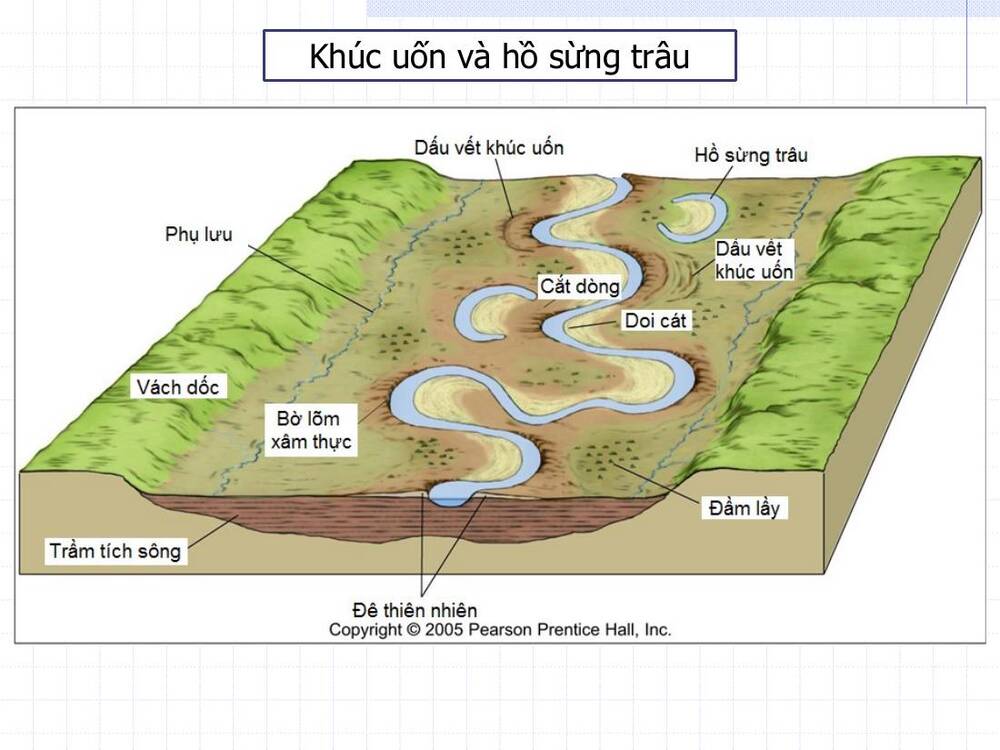 Khúc uốn và hồ sừng trâu
Dấu vết khúc uốn
Hồ sừng trâu
Phụ lưu
Dấu vết
khúc uốn
Cắt dòng
Doi cát
Vách dốc
Bờ lõm
xâm thực
Đầm lầy
Trầm tích sông
Đê thiên nhiên
Copyright © 2005 Pearson Prentice Hall, Inc.